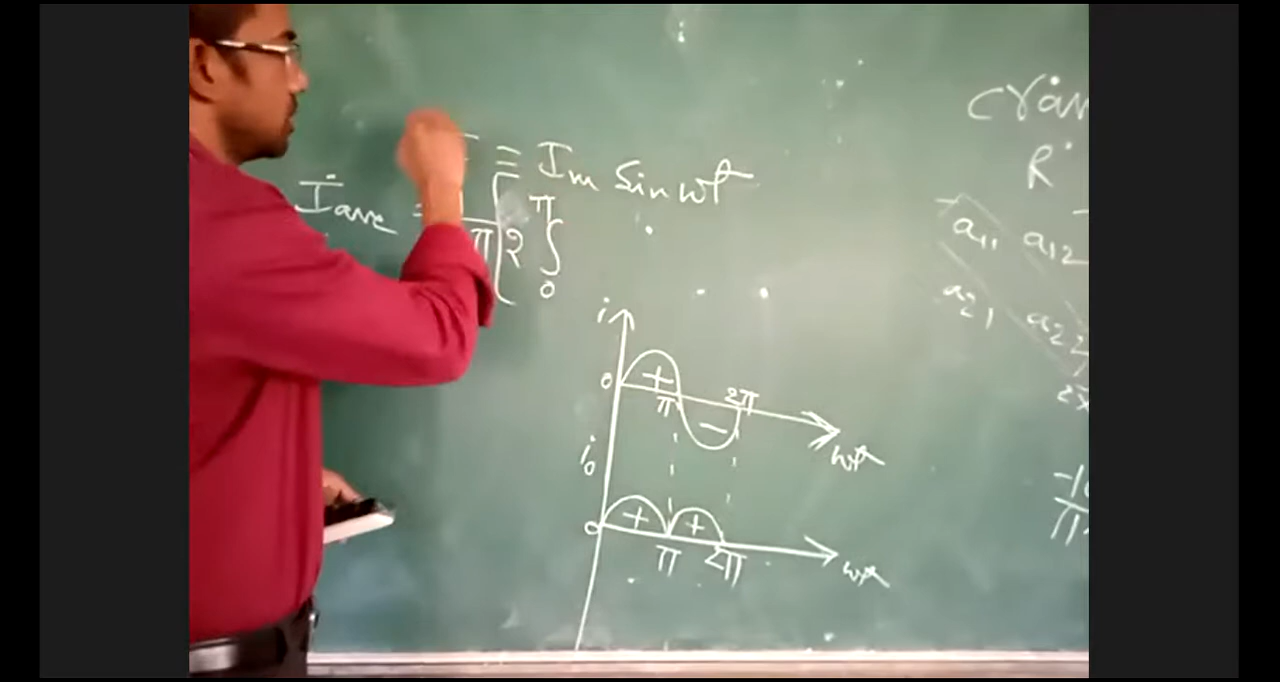 ≡ Im Sin wt
Iave =
π [ 2 ∫
π
0
i
0 + π − 2π
wt
i0
0 + π + 2π
wt
R
a11 a12
a21 a22